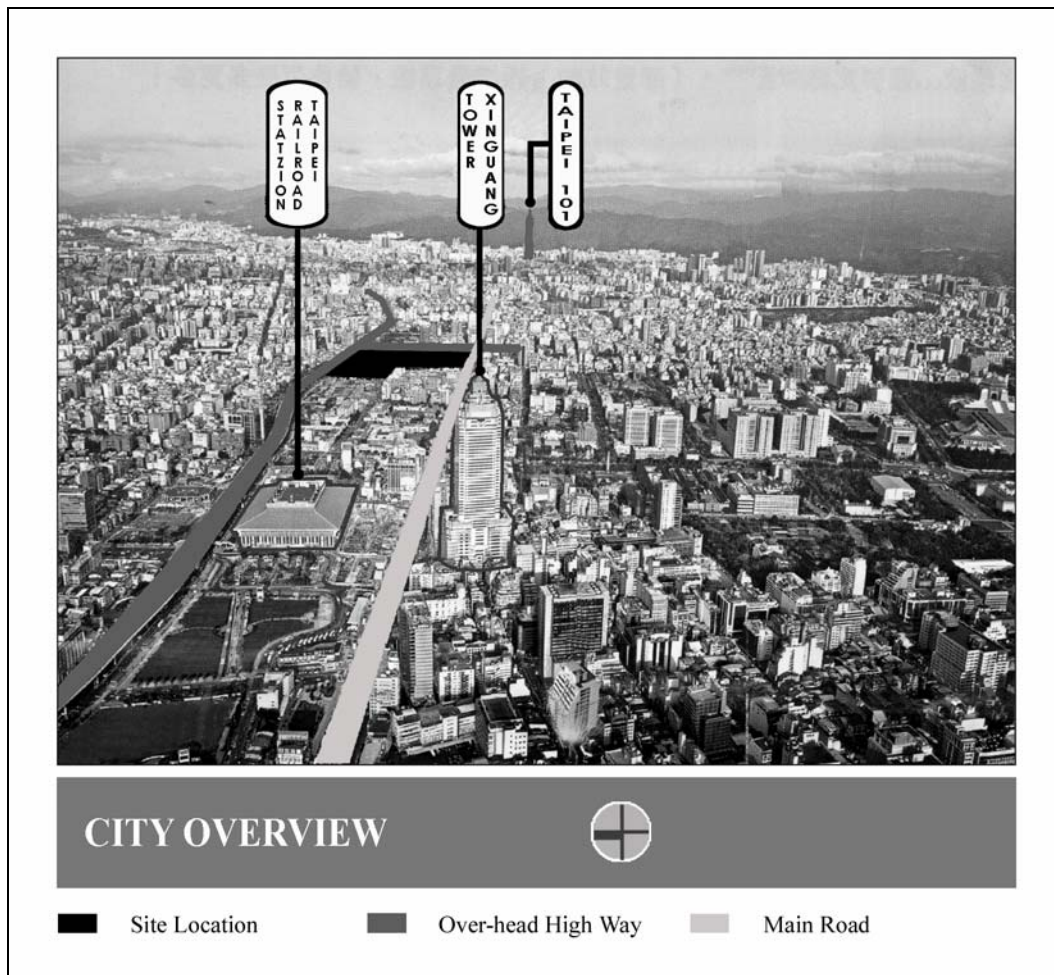 TAIPEI
RAILROAD
STATZION
XINGUANG
TOWER
TAIPEI 101
CITY OVERVIEW
Site Location
Over-head High Way
Main Road